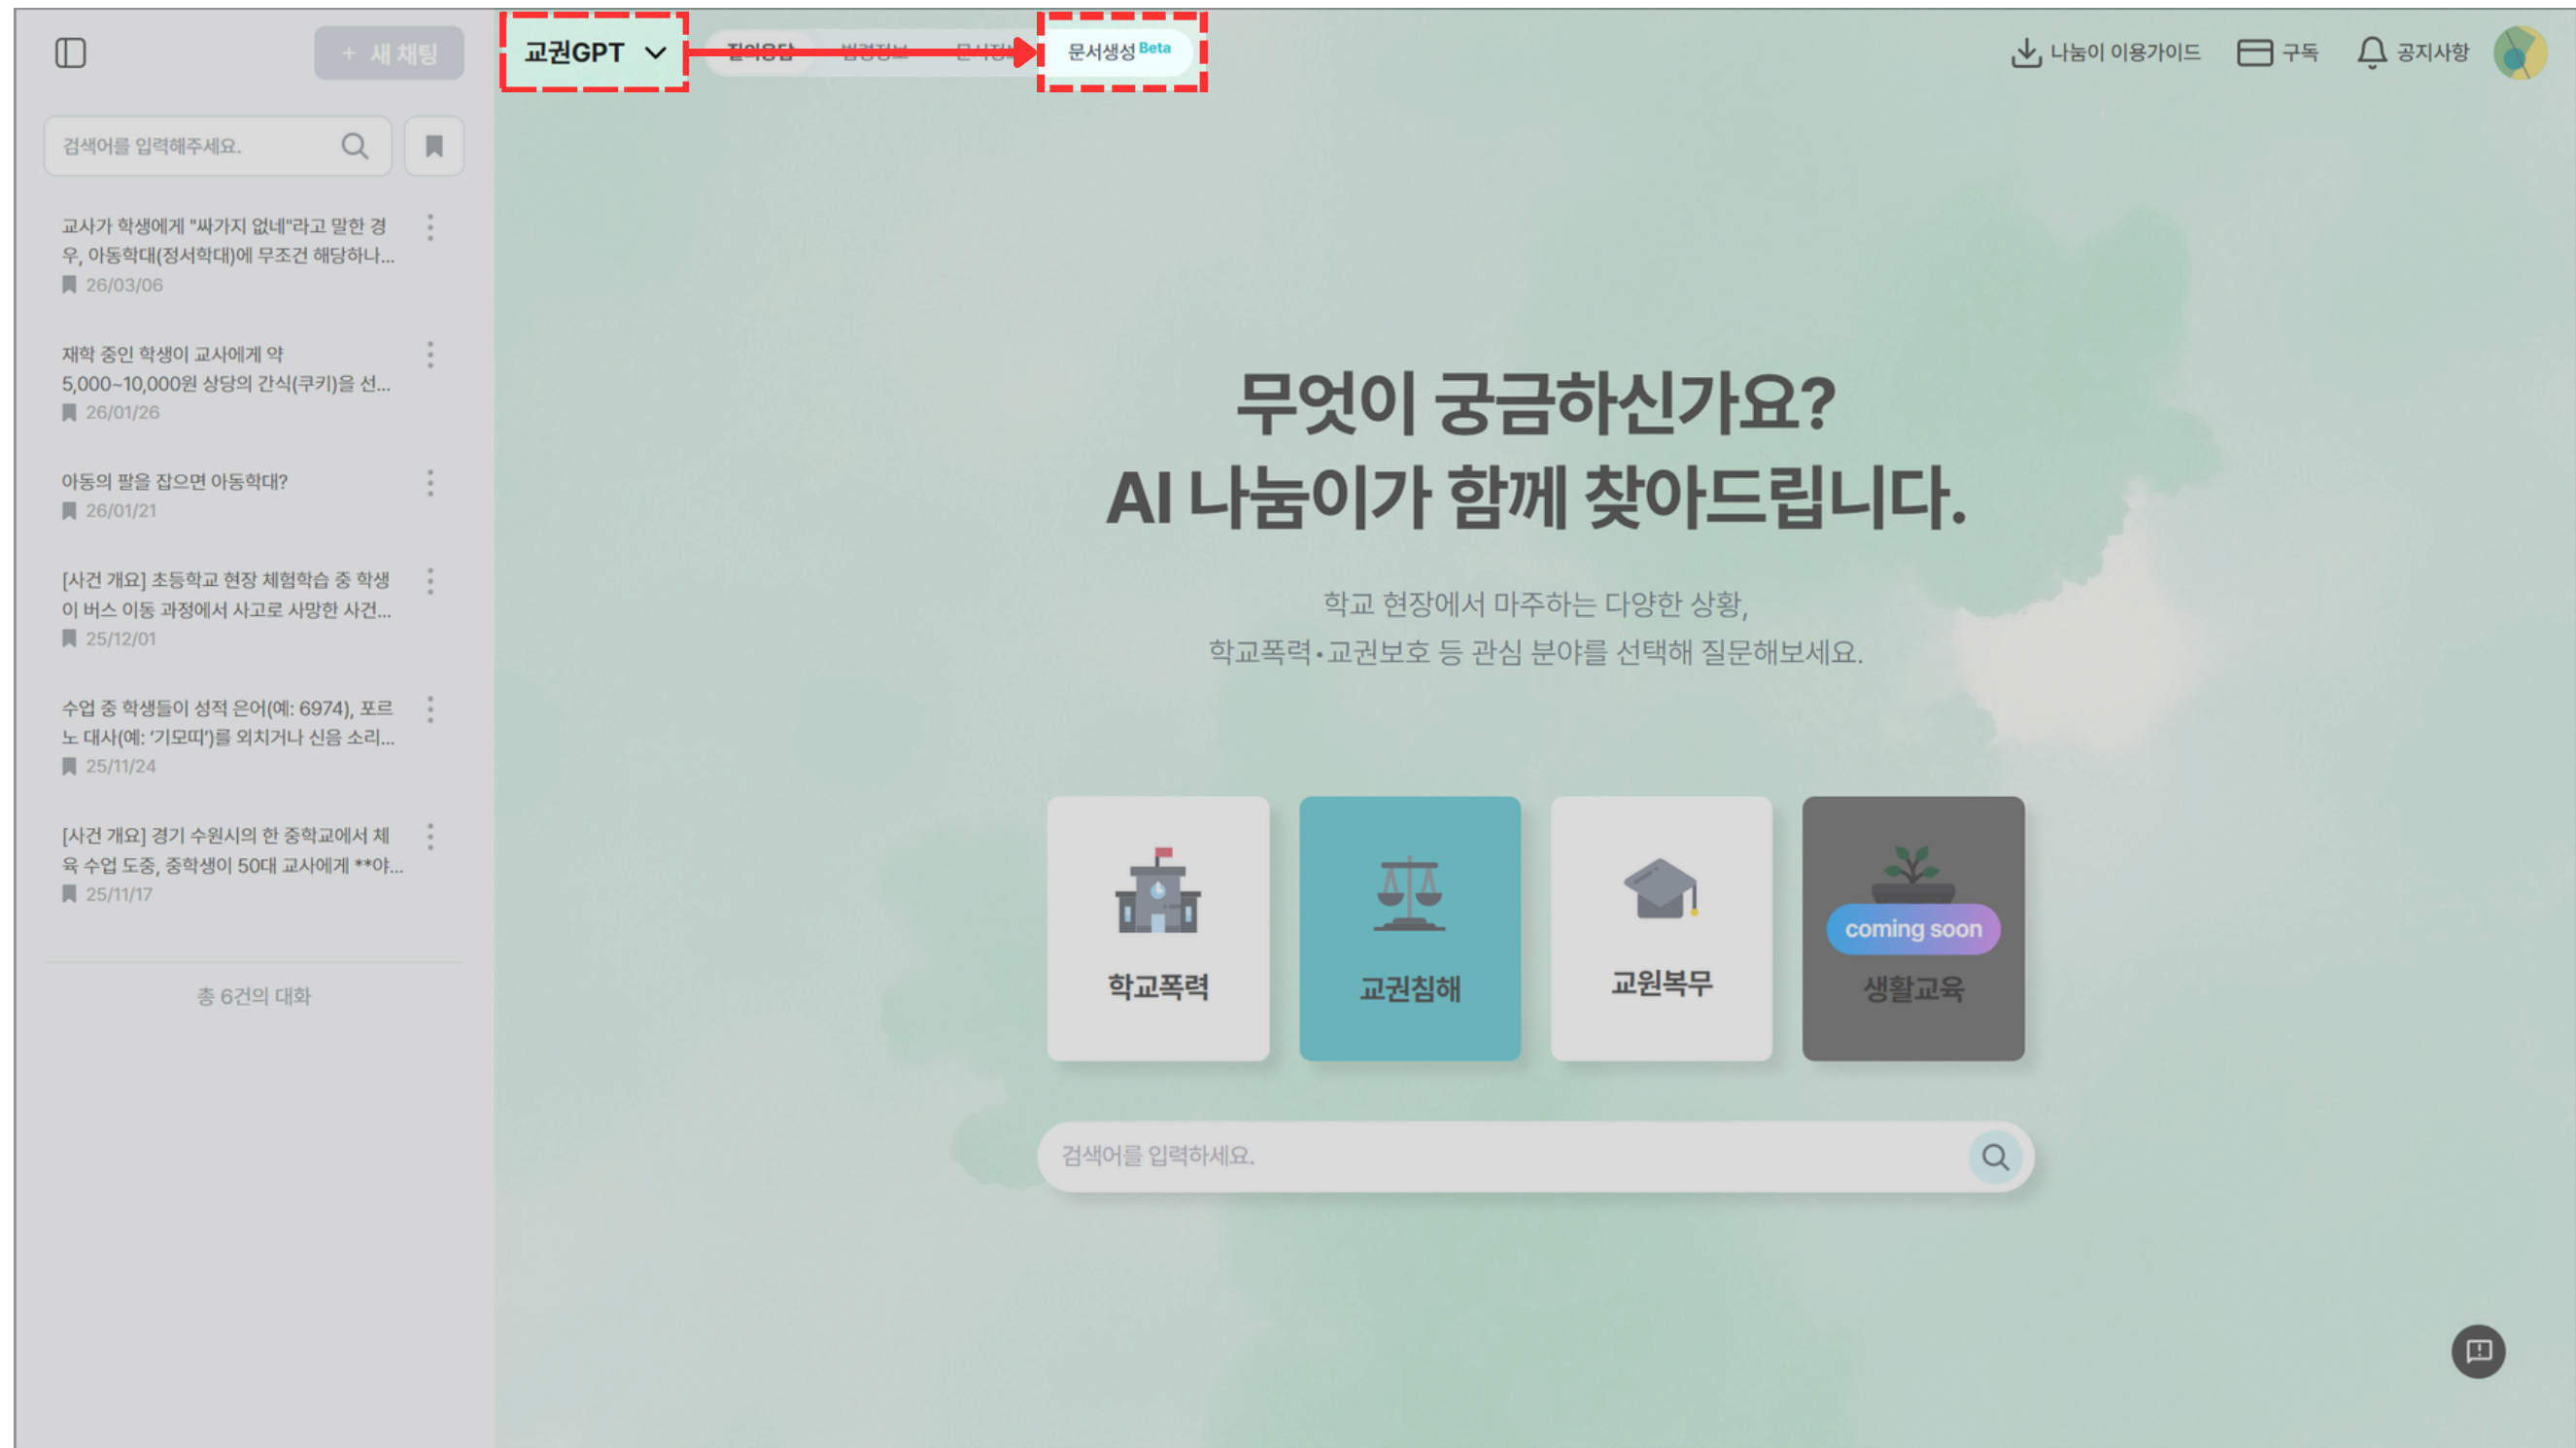 + 새 채팅
교권GPT
문서생성 Beta
나눔이 이용가이드
구독
공지사항
검색어를 입력해주세요.
교사가 학생에게 "싸가지 없네"라고 말한 경
우, 아동학대(정서학대)에 무조건 해당하나...
26/03/06
재학 중인 학생이 교사에게 약
5,000~10,000원 상당의 간식(쿠키)을 선...
26/01/26
아동의 팔을 잡으면 아동학대?
26/01/21
[사건 개요] 초등학교 현장 체험학습 중 학생
이 버스 이동 과정에서 사고로 사망한 사건...
25/12/01
수업 중 학생들이 성적 은어(예: 6974), 포르
노 대사(예: ‘기모띠’)를 외치거나 신음 소리...
25/11/24
[사건 개요] 경기 수원시의 한 중학교에서 체
육 수업 도중, 중학생이 50대 교사에게 **야...
25/11/17
총 6건의 대화
무엇이 궁금하신가요?
AI 나눔이가 함께 찾아드립니다.
학교 현장에서 마주하는 다양한 상황,
학교폭력•교권보호 등 관심 분야를 선택해 질문해보세요.
학교폭력
교권침해
교원복무
coming soon
생활교육
검색어를 입력하세요.